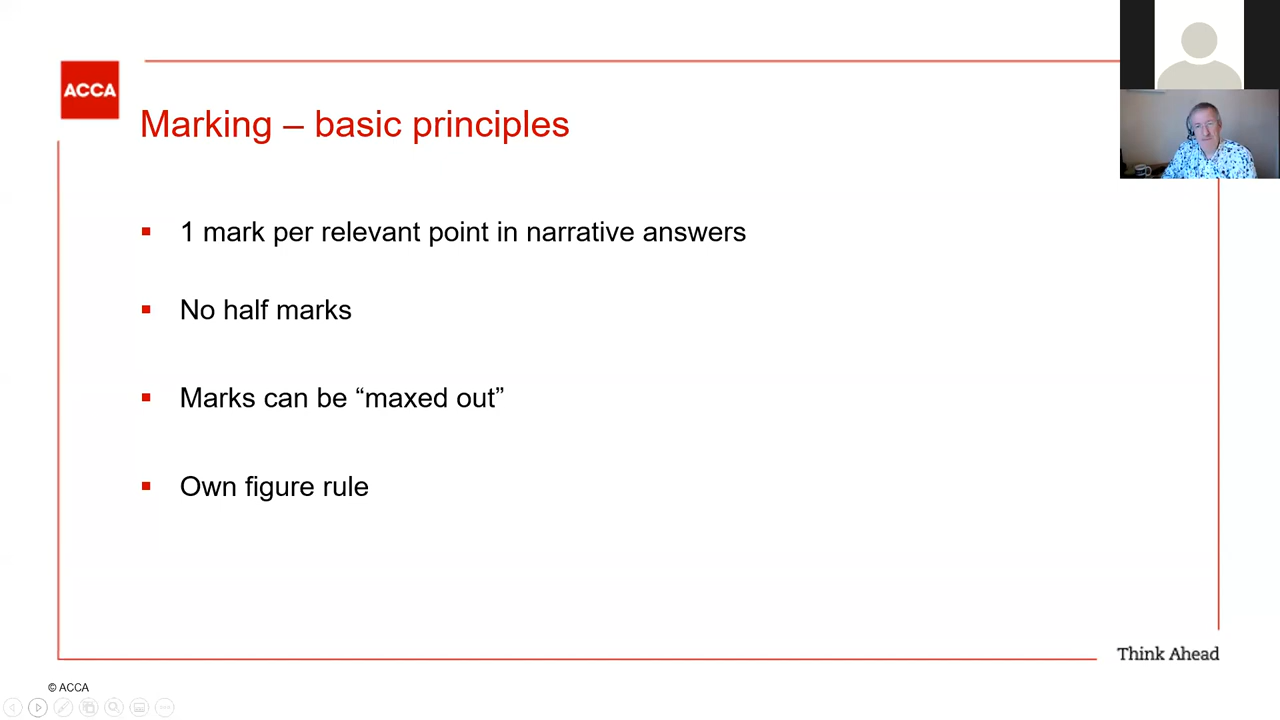 ACCA
Marking – basic principles
1 mark per relevant point in narrative answers
No half marks
Marks can be “maxed out”
Own figure rule
Think Ahead
© ACCA